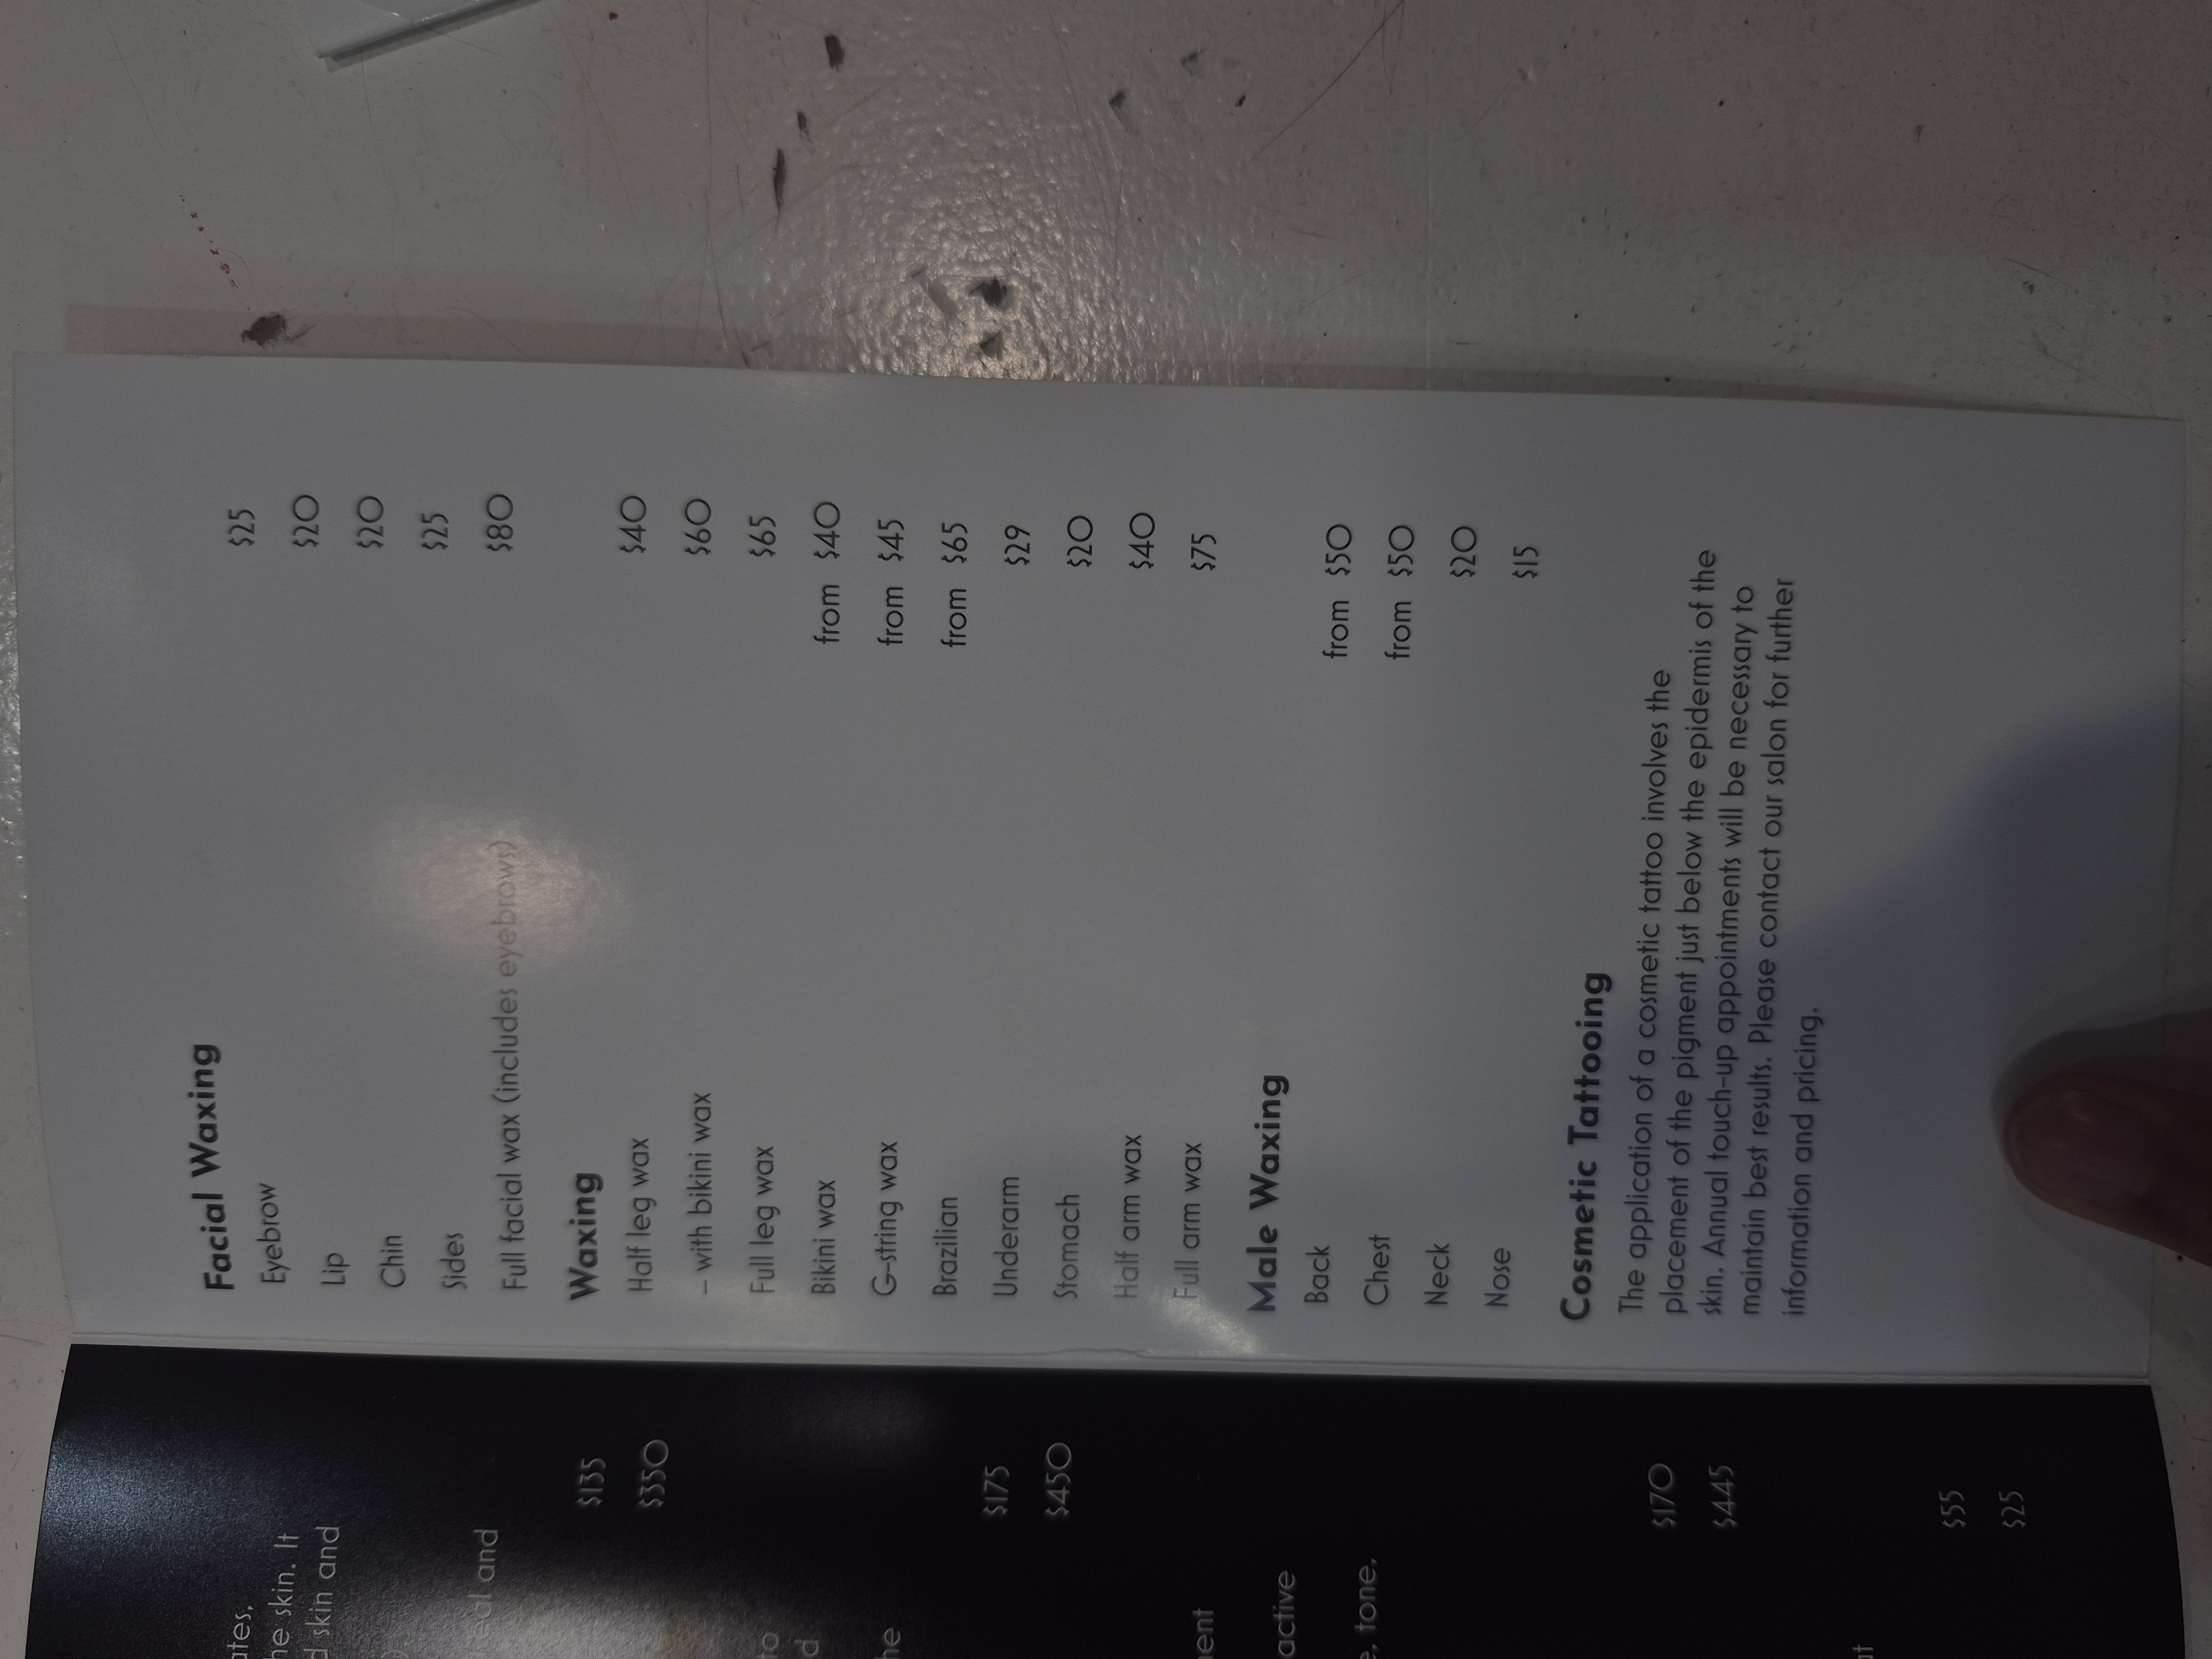 ates,
he skin. It
d skin and
eal and
$135
$350
to
d
he
$175
$450
ment
active
e, tone,
$170
$445
at
$55
$25
Facial Waxing
Eyebrow $25
Lip $20
Chin $20
Sides $25
Full facial wax (includes eyebrows) $80
Waxing
Half leg wax $40
– with bikini wax $60
Full leg wax $65
Bikini wax from $40
G-string wax from $45
Brazilian from $65
Underarm $29
Stomach $20
Half arm wax $40
Full arm wax $75
Male Waxing
Back from $50
Chest from $50
Neck $20
Nose $15
Cosmetic Tattooing
The application of a cosmetic tattoo involves the
placement of the pigment just below the epidermis of the
skin. Annual touch-up appointments will be necessary to
maintain best results. Please contact our salon for further
information and pricing.